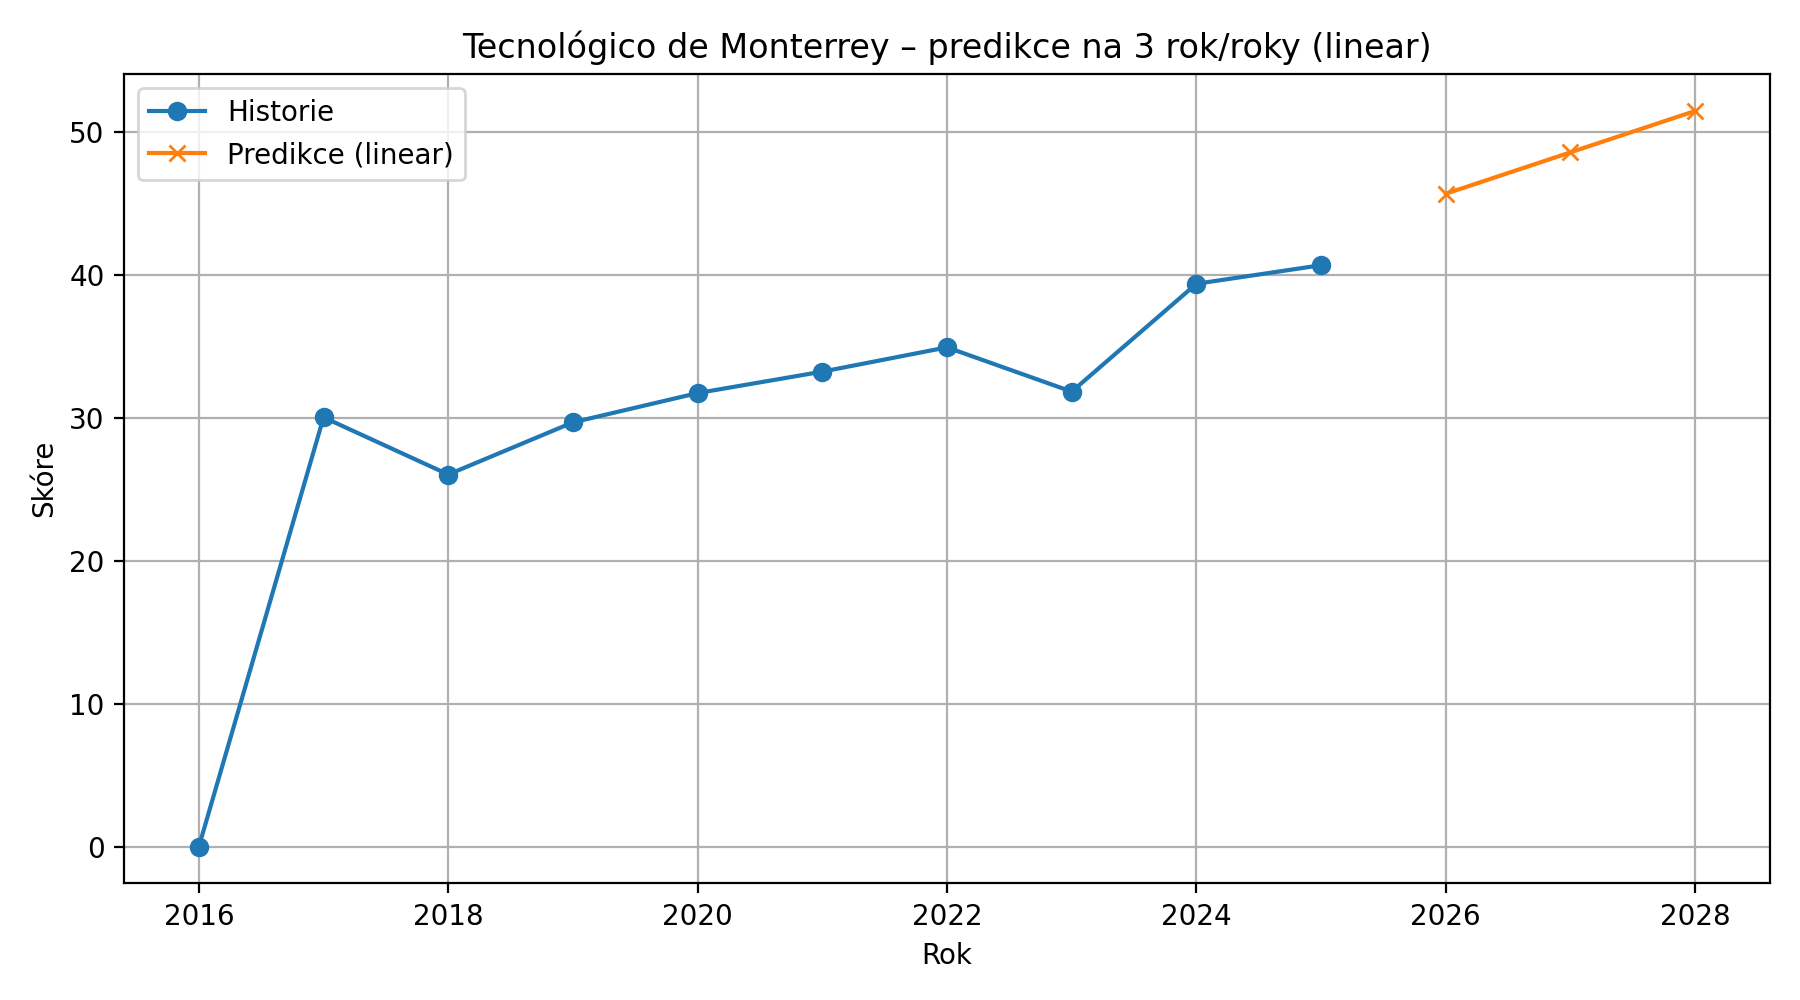 Tecnológico de Monterrey – predikce na 3 rok/roky (linear)
Historie
Predikce (linear)
50
40
30
20
10
0
Skóre
2016 2018 2020 2022 2024 2026 2028
Rok